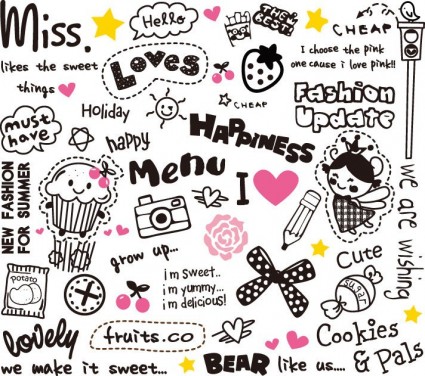 Miss.
Hello
THE BEST!
CHEAP
likes the sweet
things
Loves
I choose the pink
one cause i love pink!!
CHEAP
Fashion
Update
Holiday
must
have
happy
HAPPINESS
Menu
I
NEW FASHION
FOR SUMMER
we are wishing
grow up...
i m sweet..
i m yummy...
i m delicious!
Cute
POTATO
sugar
lovely
fruits.co
Cookies
& Pals
we make it sweet...
BEAR like us....